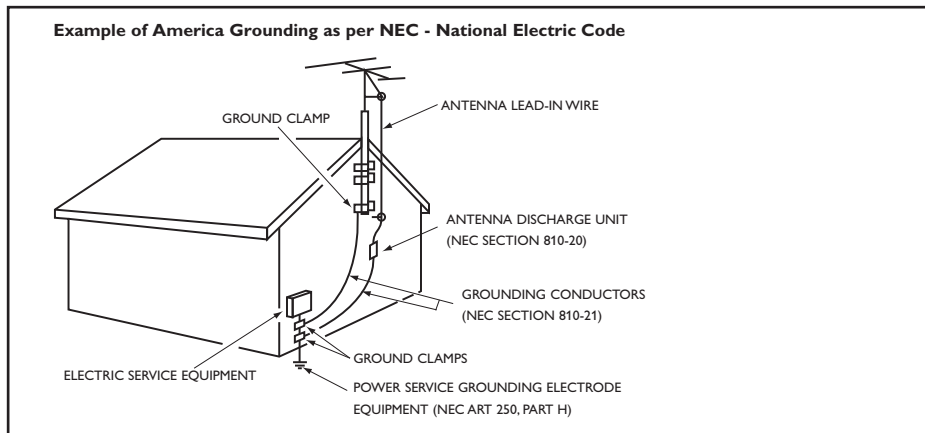 Example of America Grounding as per NEC - National Electric Code
ANTENNA LEAD-IN WIRE
GROUND CLAMP
ANTENNA DISCHARGE UNIT
(NEC SECTION 810-20)
GROUNDING CONDUCTORS
(NEC SECTION 810-21)
GROUND CLAMPS
ELECTRIC SERVICE EQUIPMENT
POWER SERVICE GROUNDING ELECTRODE
EQUIPMENT (NEC ART 250, PART H)